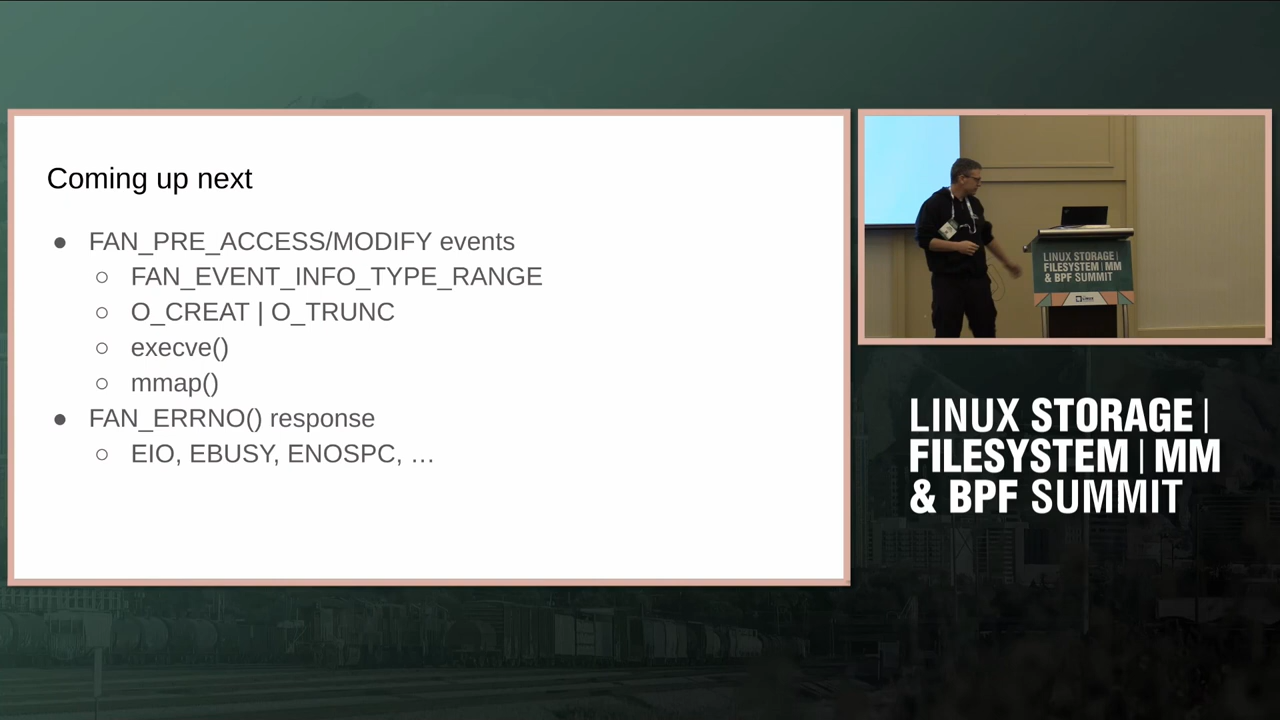 Coming up next
● FAN_PRE_ACCESS/MODIFY events
○ FAN_EVENT_INFO_TYPE_RANGE
○ O_CREAT | O_TRUNC
○ execve()
○ mmap()
● FAN_ERRNO() response
○ EIO, EBUSY, ENOSPC, …
LINUX STORAGE |
FILESYSTEM | MM
& BPF SUMMIT
LINUX STORAGE |
FILESYSTEM | MM
& BPF SUMMIT